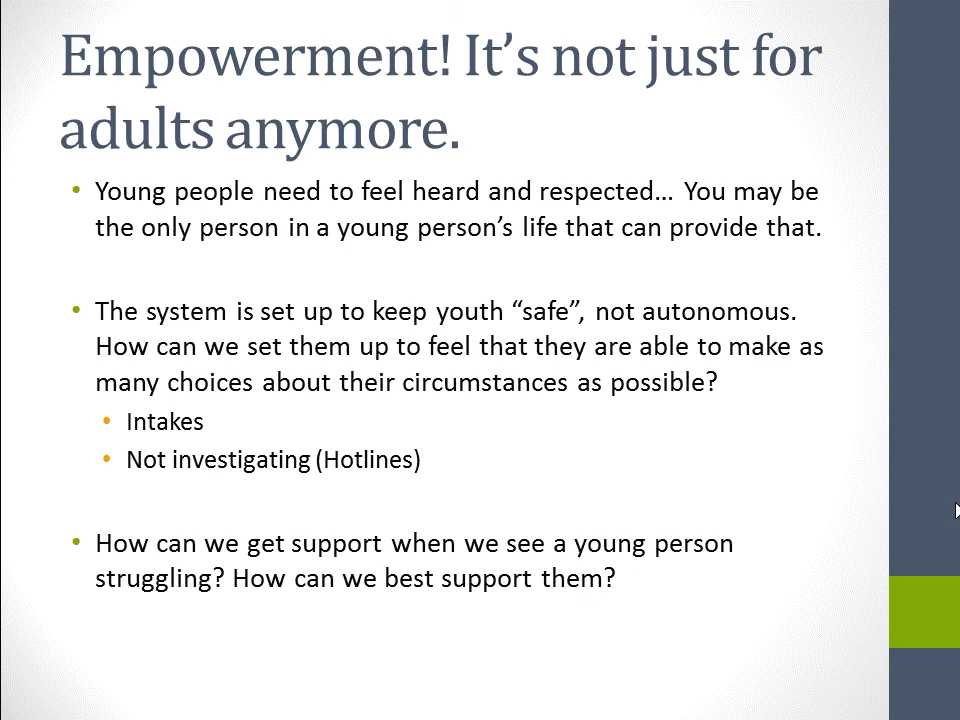 Empowerment! It’s not just for
adults anymore.
• Young people need to feel heard and respected… You may be
the only person in a young person’s life that can provide that.
• The system is set up to keep youth “safe”, not autonomous.
How can we set them up to feel that they are able to make as
many choices about their circumstances as possible?
• Intakes
• Not investigating (Hotlines)
• How can we get support when we see a young person
struggling? How can we best support them?